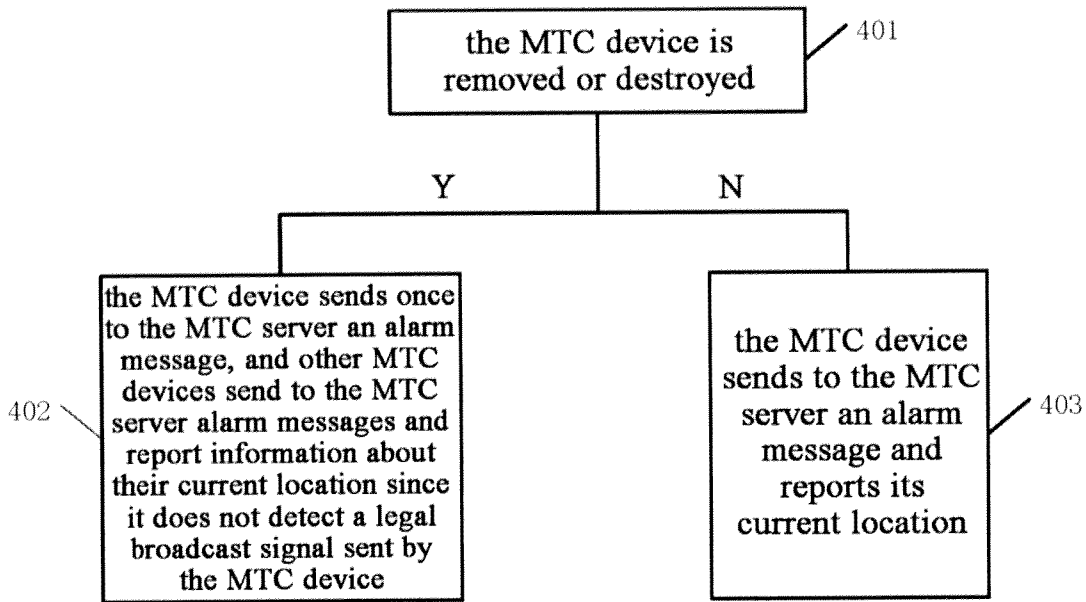 the MTC device is
removed or destroyed
401
Y
N
the MTC device sends once
to the MTC server an alarm
message, and other MTC
devices send to the MTC
server alarm messages and
report information about
their current location since
it does not detect a legal
broadcast signal sent by
the MTC device
402
the MTC device
sends to the MTC
server an alarm
message and
reports its
current location
403